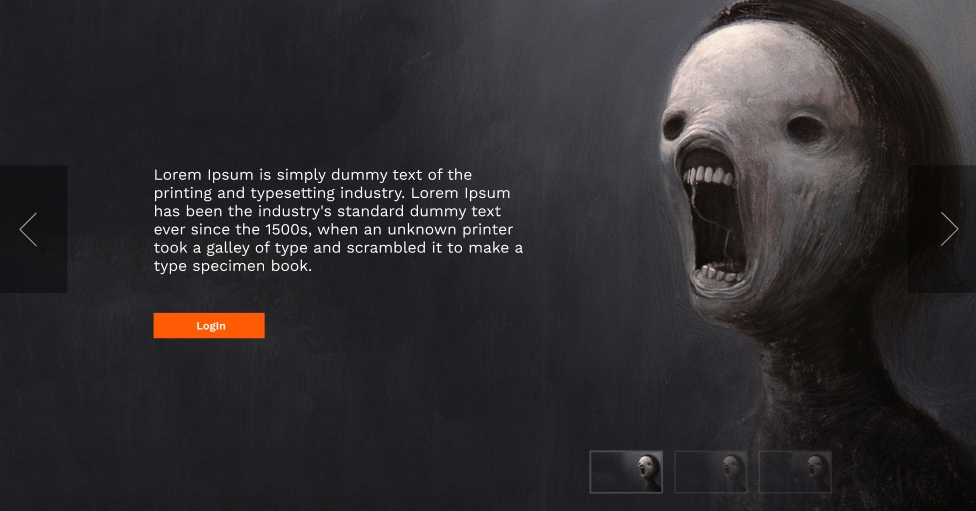 Lorem Ipsum is simply dummy text of the
printing and typesetting industry. Lorem Ipsum
has been the industry's standard dummy text
ever since the 1500s, when an unknown printer
took a galley of type and scrambled it to make a
type specimen book.
LogIn